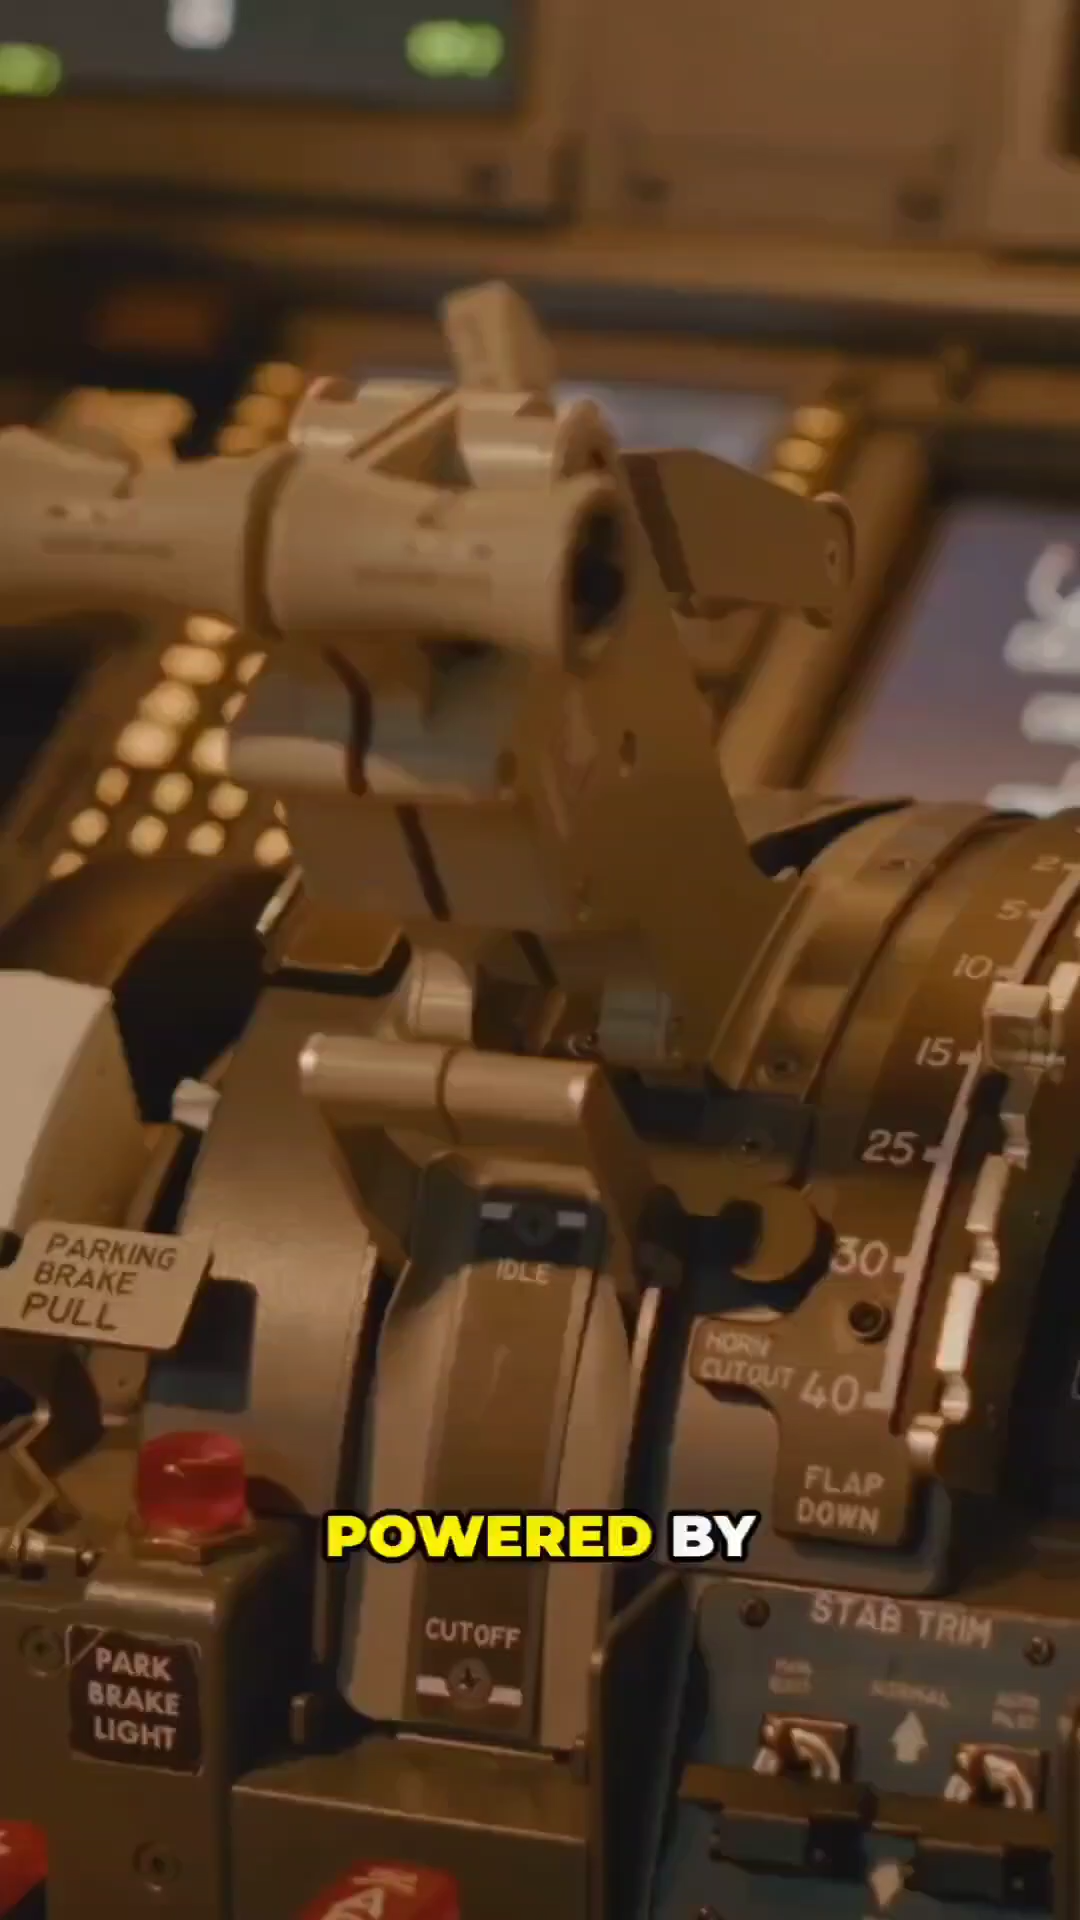 2
5
10
15
25
30
40
IDLE
PARKING
BRAKE
PULL
HORN
CUTOUT
FLAP
DOWN
POWERED BY
CUTOFF
STAB TRIM
PARK
BRAKE
LIGHT
NORMAL